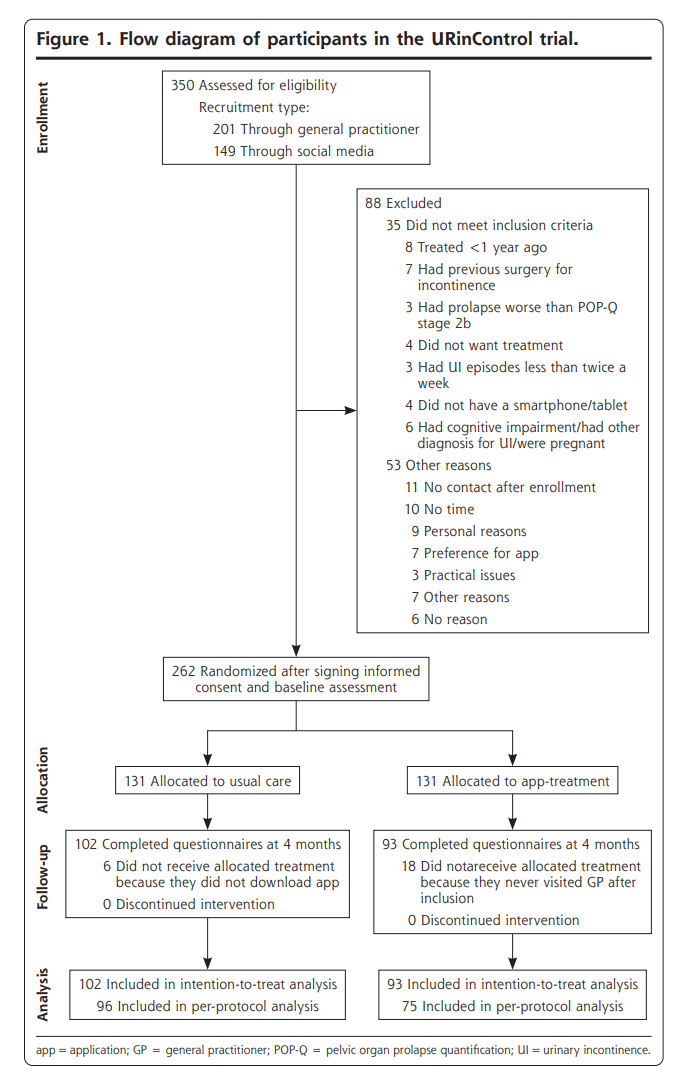 Figure 1. Flow diagram of participants in the URinControl trial.
Enrollment
350 Assessed for eligibility
Recruitment type:
201 Through general practitioner
149 Through social media
88 Excluded
35 Did not meet inclusion criteria
8 Treated <1 year ago
7 Had previous surgery for
incontinence
3 Had prolapse worse than POP-Q
stage 2b
4 Did not want treatment
3 Had UI episodes less than twice a
week
4 Did not have a smartphone/tablet
6 Had cognitive impairment/had other
diagnosis for UI/were pregnant
53 Other reasons
11 No contact after enrollment
10 No time
9 Personal reasons
7 Preference for app
3 Practical issues
7 Other reasons
6 No reason
262 Randomized after signing informed
consent and baseline assessment
Allocation
131 Allocated to usual care
131 Allocated to app-treatment
Follow-up
102 Completed questionnaires at 4 months
6 Did not receive allocated treatment
because they did not download app
0 Discontinued intervention
93 Completed questionnaires at 4 months
18 Did notareceive allocated treatment
because they never visited GP after
inclusion
0 Discontinued intervention
Analysis
102 Included in intention-to-treat analysis
96 Included in per-protocol analysis
93 Included in intention-to-treat analysis
75 Included in per-protocol analysis
app = application; GP = general practitioner; POP-Q = pelvic organ prolapse quantification; UI = urinary incontinence.